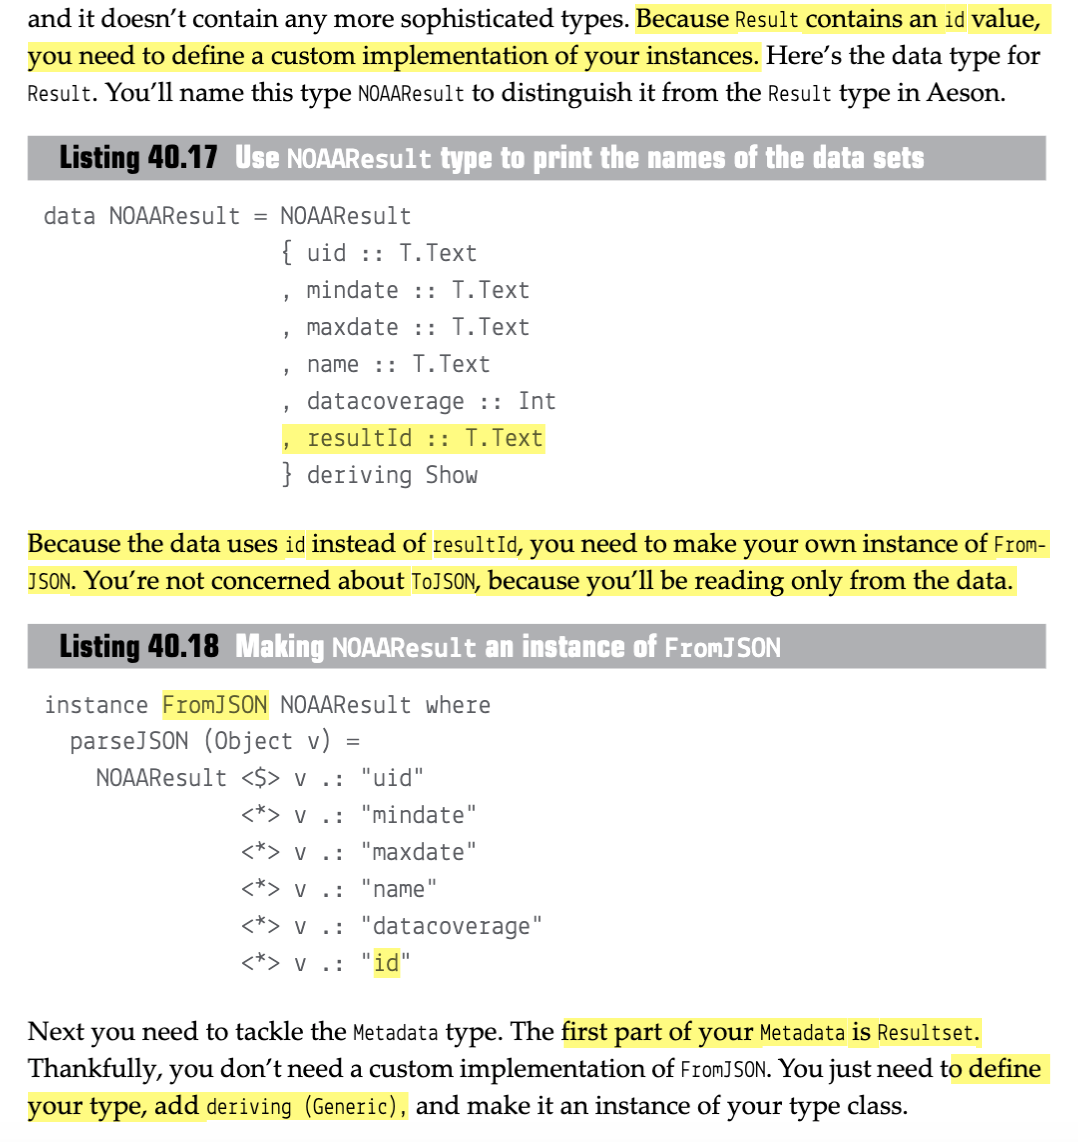 and it doesn’t contain any more sophisticated types. Because Result contains an id value,
you need to define a custom implementation of your instances. Here’s the data type for
Result. You’ll name this type NOAAResult to distinguish it from the Result type in Aeson.
Listing 40.17 Use NOAAResult type to print the names of the data sets
data NOAAResult = NOAAResult
{ uid :: T.Text
, mindate :: T.Text
, maxdate :: T.Text
, name :: T.Text
, datacoverage :: Int
, resultId :: T.Text
} deriving Show
Because the data uses id instead of resultId, you need to make your own instance of From-
JSON. You’re not concerned about ToJSON, because you’ll be reading only from the data.
Listing 40.18 Making NOAAResult an instance of FromJSON
instance FromJSON NOAAResult where
parseJSON (Object v) =
NOAAResult <$> v .: "uid"
<*> v .: "mindate"
<*> v .: "maxdate"
<*> v .: "name"
<*> v .: "datacoverage"
<*> v .: "id"
Next you need to tackle the Metadata type. The first part of your Metadata is Resultset.
Thankfully, you don’t need a custom implementation of FromJSON. You just need to define
your type, add deriving (Generic), and make it an instance of your type class.